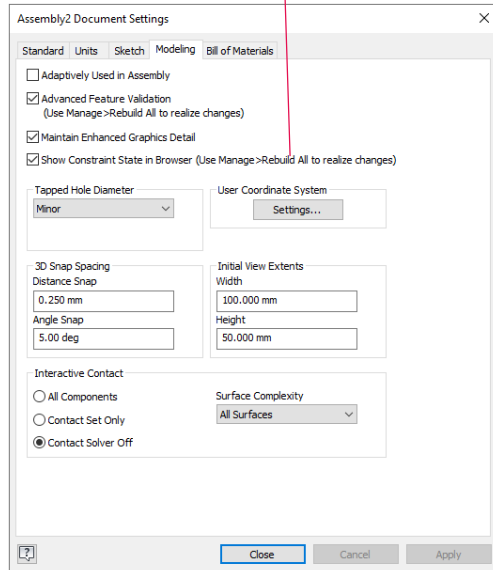 Assembly2 Document Settings
Standard Units Sketch Modeling Bill of Materials
Adaptively Used in Assembly
Advanced Feature Validation
(Use Manage>Rebuild All to realize changes)
Maintain Enhanced Graphics Detail
Show Constraint State in Browser (Use Manage>Rebuild All to realize changes)
Tapped Hole Diameter
Minor
User Coordinate System
Settings...
3D Snap Spacing
Distance Snap
0.250 mm
Angle Snap
5.00 deg
Initial View Extents
Width
100.000 mm
Height
50.000 mm
Interactive Contact
All Components
Contact Set Only
Contact Solver Off
Surface Complexity
All Surfaces
?
Close Cancel Apply